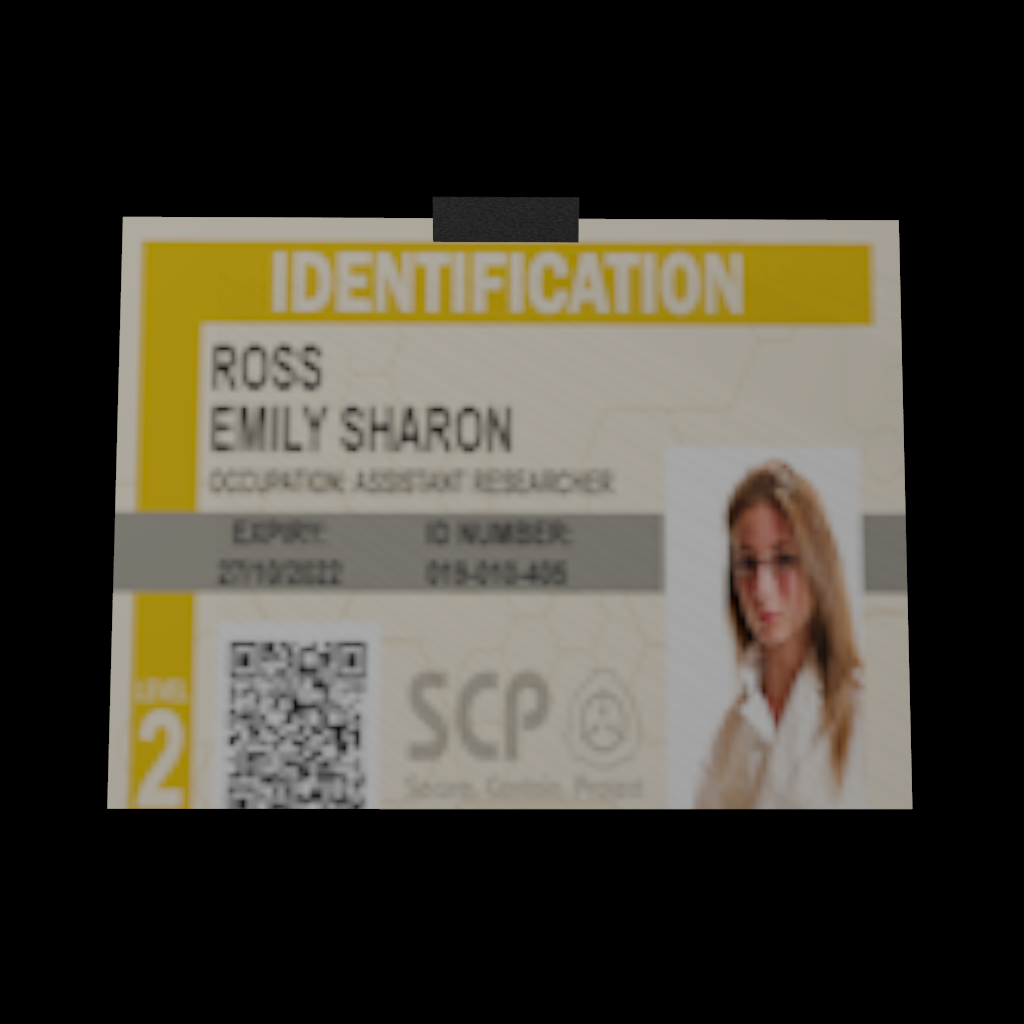 IDENTIFICATION
ROSS
EMILY SHARON
OCCUPATION: ASSISTANT RESEARCHER
EXPIRY:
ID NUMBER:
27/10/2022
019-010-405
LEVEL
2
SCP
Secure, Contain, Protect